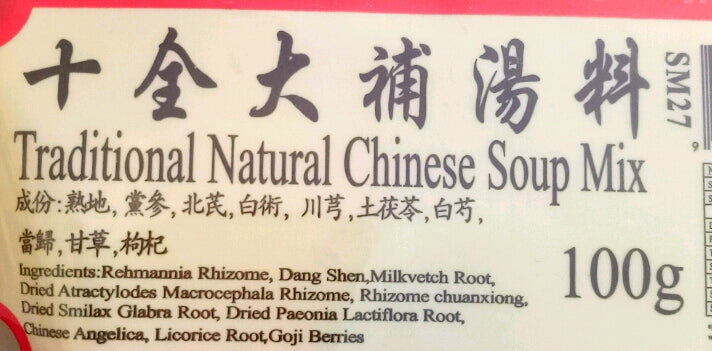 十全大補湯料
SM27
Traditional Natural Chinese Soup Mix
成份:熟地,黨參,北芪,白術,川芎,土茯苓,白芍,
當歸,甘草,枸杞
100g
Ingredients:Rehmannia Rhizome, Dang Shen,Milkvetch Root,
Dried Atractylodes Macrocephala Rhizome, Rhizome chuanxiong,
Dried Smilax Glabra Root, Dried Paeonia Lactiflora Root,
Chinese Angelica, Licorice Root,Goji Berries